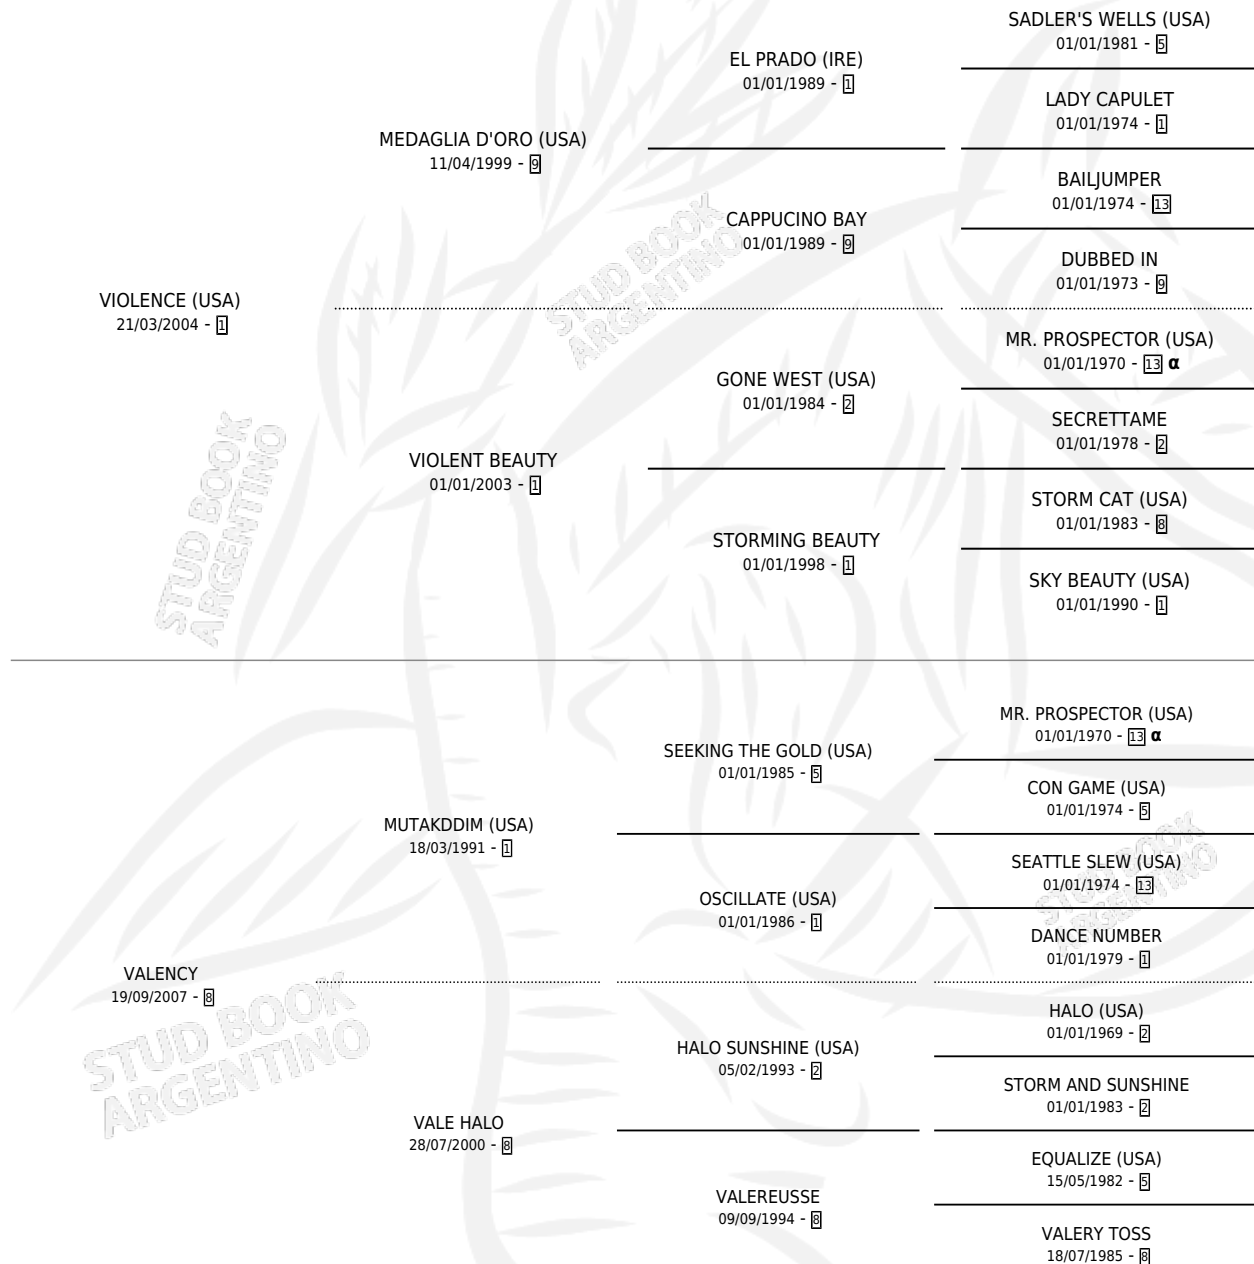 SADLER'S WELLS (USA)
01/01/1981 - 5
EL PRADO (IRE)
01/01/1989 - 1
LADY CAPULET
01/01/1974 - 1
MEDAGLIA D'ORO (USA)
11/04/1999 - 9
BAILJUMPER
01/01/1974 - 13
CAPPUCINO BAY
01/01/1989 - 9
DUBBED IN
01/01/1973 - 9
VIOLENCE (USA)
21/03/2004 - 1
MR. PROSPECTOR (USA)
01/01/1970 - 13 α
GONE WEST (USA)
01/01/1984 - 2
SECRETTAME
01/01/1978 - 2
VIOLENT BEAUTY
01/01/2003 - 1
STORM CAT (USA)
01/01/1983 - 8
STORMING BEAUTY
01/01/1998 - 1
SKY BEAUTY (USA)
01/01/1990 - 1
MR. PROSPECTOR (USA)
01/01/1970 - 13 α
SEEKING THE GOLD (USA)
01/01/1985 - 5
CON GAME (USA)
01/01/1974 - 5
MUTAKDDIM (USA)
18/03/1991 - 1
SEATTLE SLEW (USA)
01/01/1974 - 13
OSCILLATE (USA)
01/01/1986 - 1
DANCE NUMBER
01/01/1979 - 1
VALENCY
19/09/2007 - 8
HALO (USA)
01/01/1969 - 2
HALO SUNSHINE (USA)
05/02/1993 - 2
STORM AND SUNSHINE
01/01/1983 - 2
VALE HALO
28/07/2000 - 8
EQUALIZE (USA)
15/05/1982 - 5
VALEREUSSE
09/09/1994 - 8
VALERY TOSS
18/07/1985 - 8
STUD BOOK
ARGENTINO
STUD BOOK
ARGENTINO
STUD BOOK
ARGENTINO
STUD BOOK
ARGENTINO